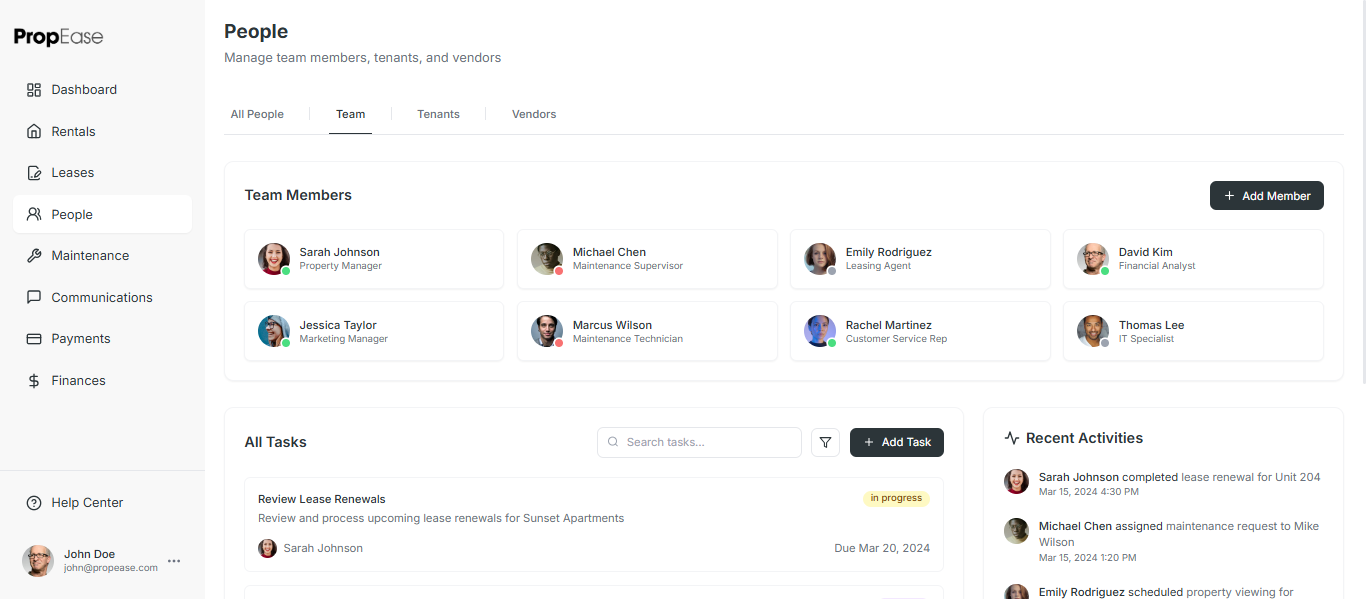 PropEase
Dashboard
Rentals
Leases
People
Maintenance
Communications
Payments
Finances
Help Center
John Doe
john@propease.com
People
Manage team members, tenants, and vendors
All People
Team
Tenants
Vendors
Team Members
Add Member
Sarah Johnson
Property Manager
Michael Chen
Maintenance Supervisor
Emily Rodriguez
Leasing Agent
David Kim
Financial Analyst
Jessica Taylor
Marketing Manager
Marcus Wilson
Maintenance Technician
Rachel Martinez
Customer Service Rep
Thomas Lee
IT Specialist
All Tasks
Search tasks...
Add Task
Review Lease Renewals
in progress
Review and process upcoming lease renewals for Sunset Apartments
Sarah Johnson
Due Mar 20, 2024
Recent Activities
Sarah Johnson completed lease renewal for Unit 204
Mar 15, 2024 4:30 PM
Michael Chen assigned maintenance request to Mike
Wilson
Mar 15, 2024 1:20 PM
Emily Rodriguez scheduled property viewing for